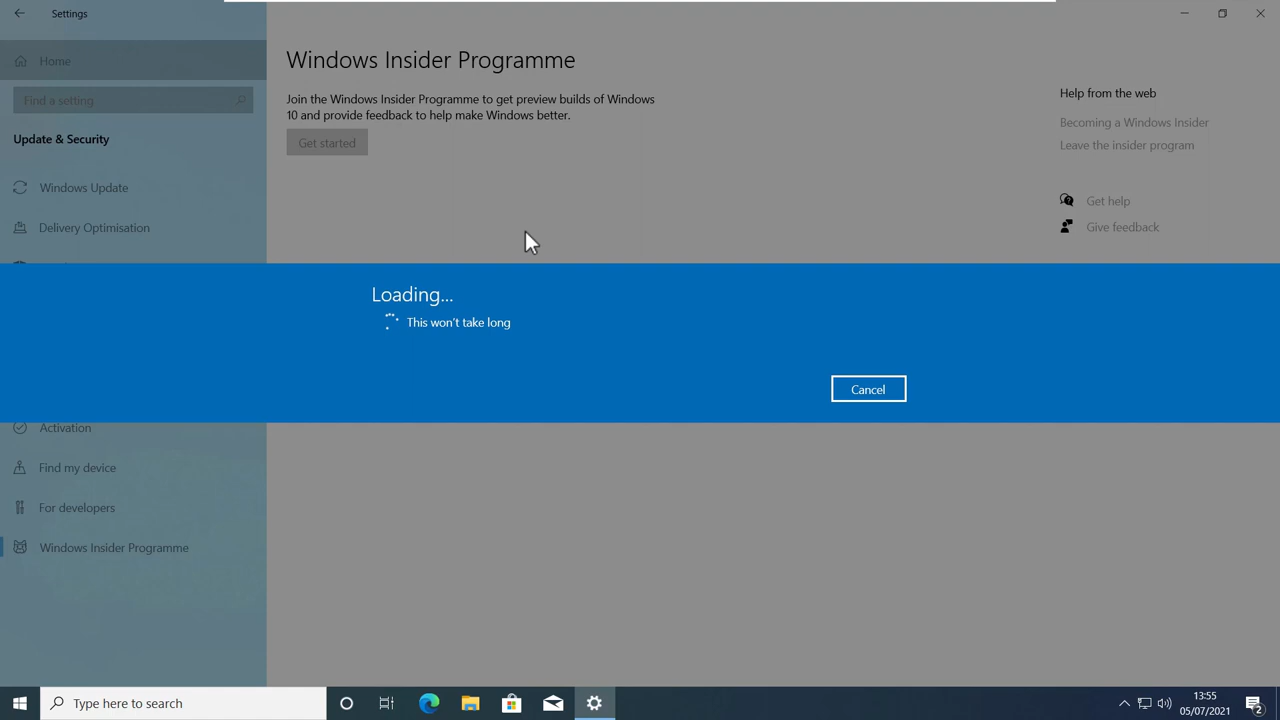 Settings
Home
Find a setting
Update & Security
Windows Update
Delivery Optimisation
Activation
Find my device
For developers
Windows Insider Programme
Windows Insider Programme
Join the Windows Insider Programme to get preview builds of Windows
10 and provide feedback to help make Windows better.
Get started
Help from the web
Becoming a Windows Insider
Leave the insider program
Get help
Give feedback
Loading...
This won't take long
Cancel
Type here to search
13:55
05/07/2021
2